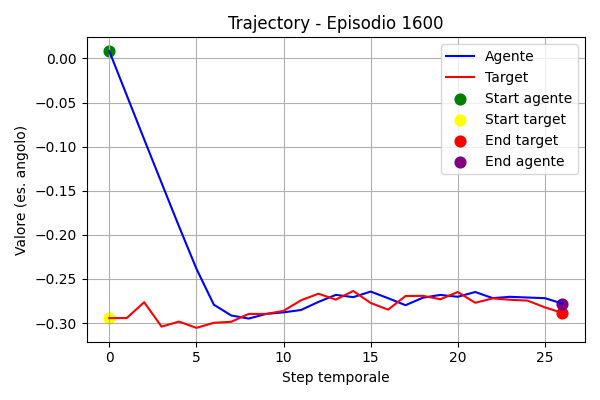 Trajectory - Episodio 1600
Valore (es. angolo)
0.00
−0.05
−0.10
−0.15
−0.20
−0.25
−0.30
0
5
10
15
20
25
Step temporale
Agente
Target
Start agente
Start target
End target
End agente